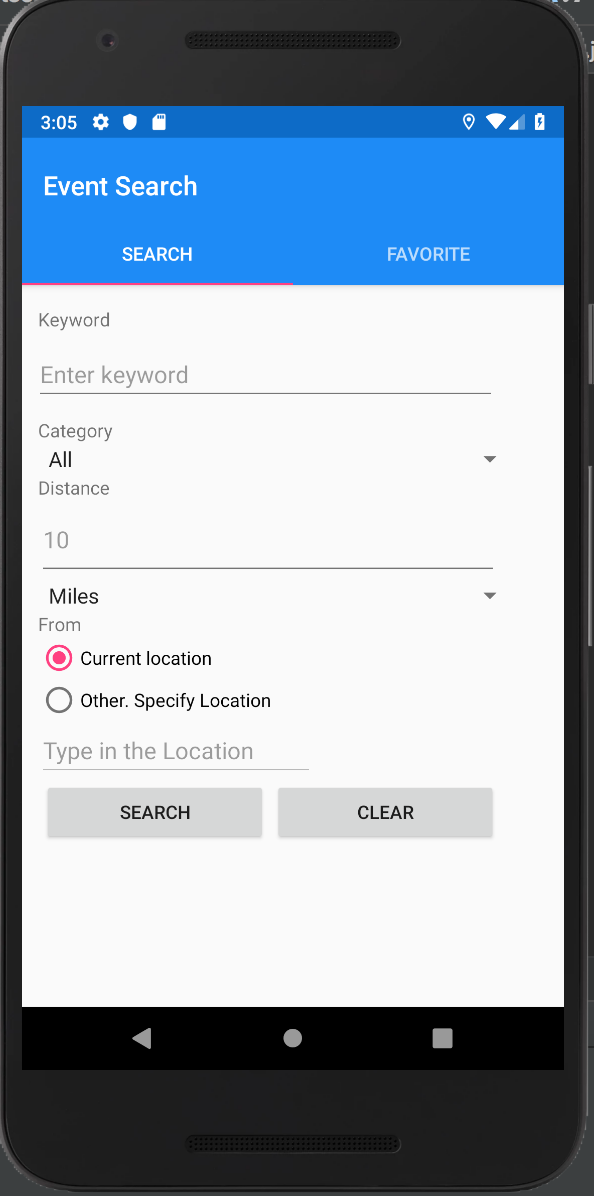 3:05
Event Search
SEARCH FAVORITE
Keyword
Enter keyword
Category
All
Distance
10
Miles
From
Current location
Other. Specify Location
Type in the Location
SEARCH CLEAR